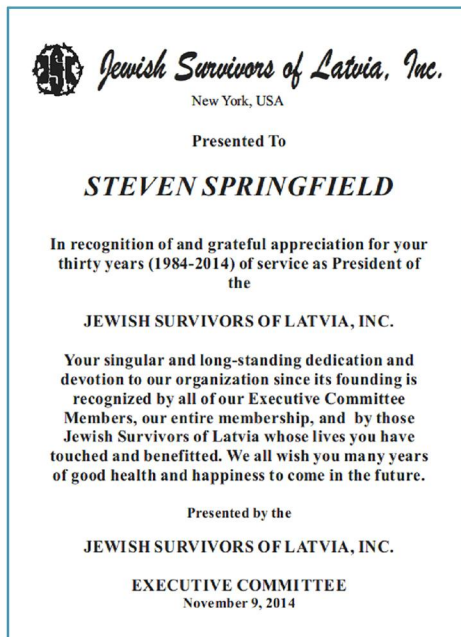 Jewish Survivors of Latvia, Inc.
New York, USA
Presented To
STEVEN SPRINGFIELD
In recognition of and grateful appreciation for your
thirty years (1984-2014) of service as President of
the
JEWISH SURVIVORS OF LATVIA, INC.
Your singular and long-standing dedication and
devotion to our organization since its founding is
recognized by all of our Executive Committee
Members, our entire membership, and by those
Jewish Survivors of Latvia whose lives you have
touched and benefitted. We all wish you many years
of good health and happiness to come in the future.
Presented by the
JEWISH SURVIVORS OF LATVIA, INC.
EXECUTIVE COMMITTEE
November 9, 2014